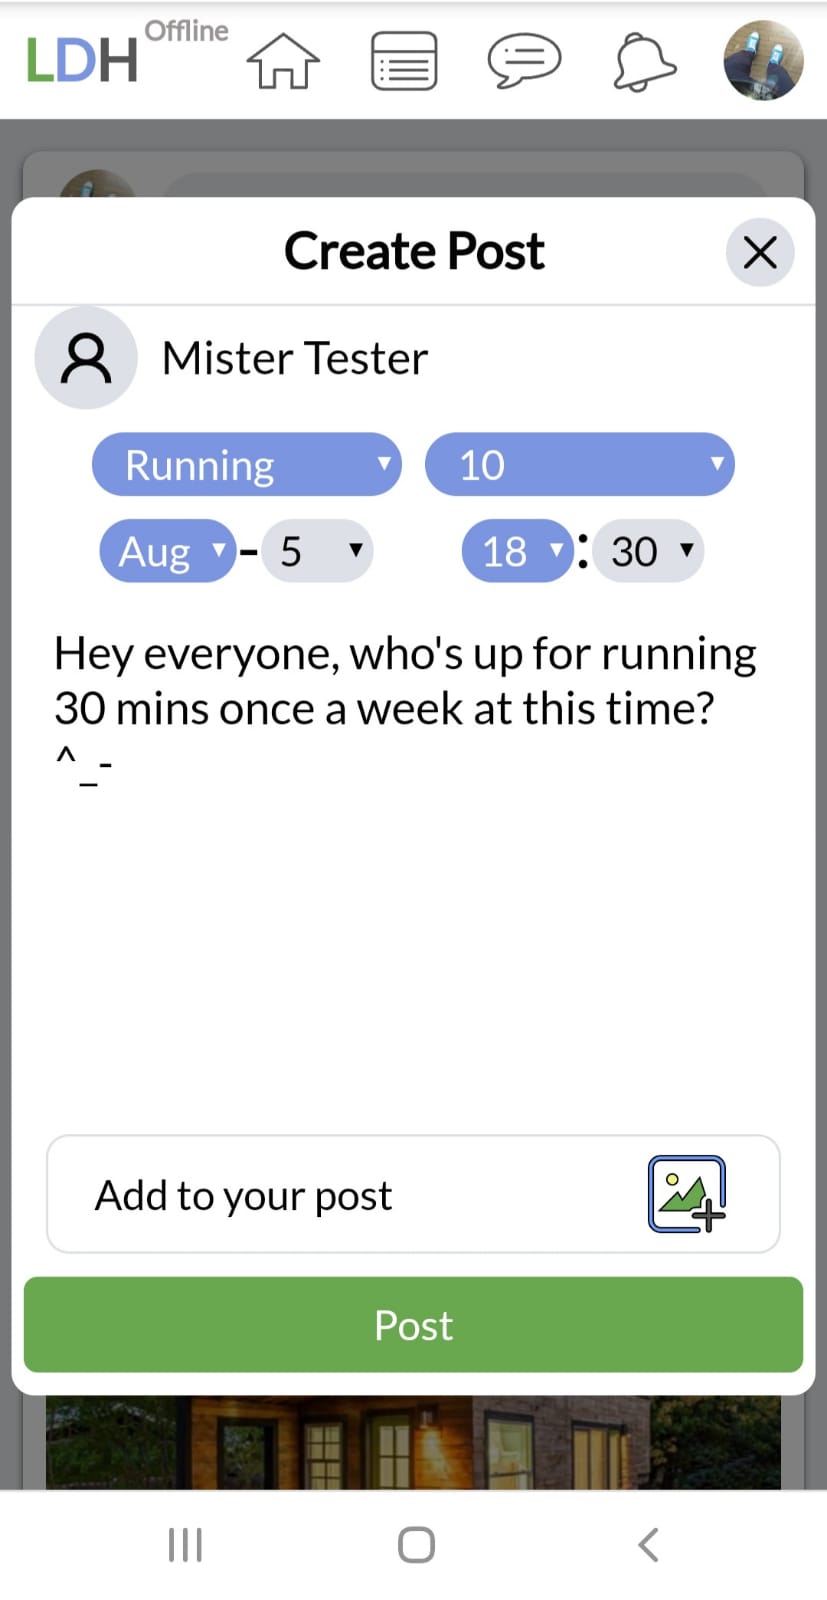 LDH Offline
Create Post
Mister Tester
Running 10
Aug - 5 18 : 30
Hey everyone, who's up for running
30 mins once a week at this time?
^_-
Add to your post
Post